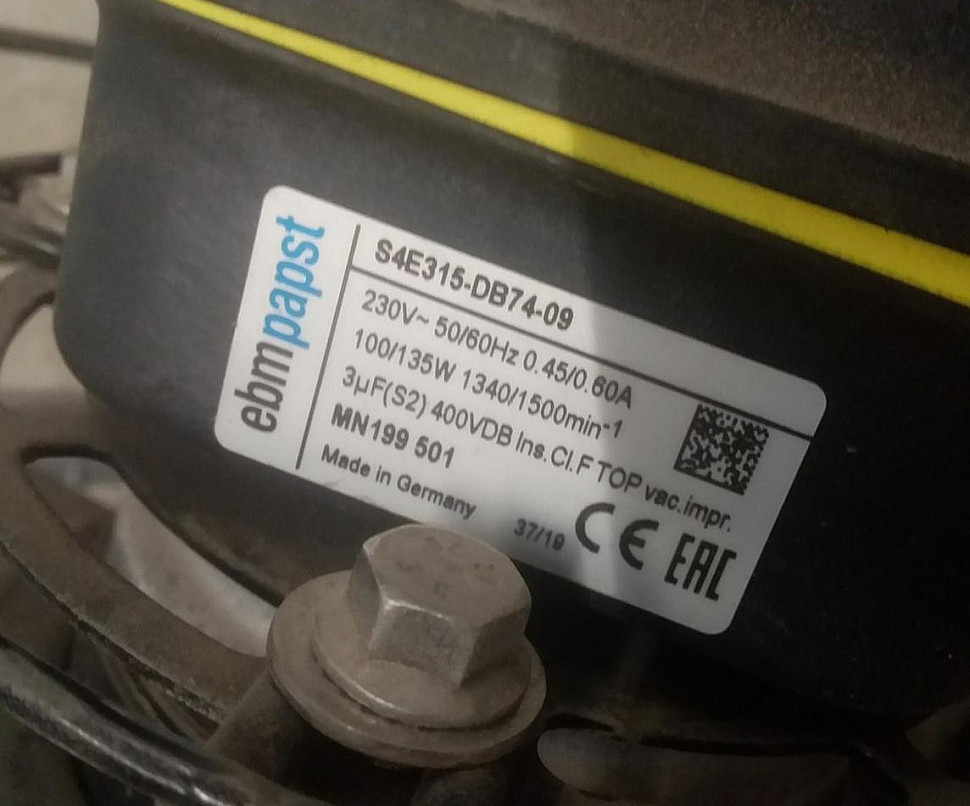 ebmpapst
S4E315-DB74-09
230V~ 50/60Hz 0.45/0.60A
100/135W 1340/1500min-1
3µF(S2) 400VDB Ins.Cl.F TOP vac.impr.
MN199 501
Made in Germany
37/19 CE EAC